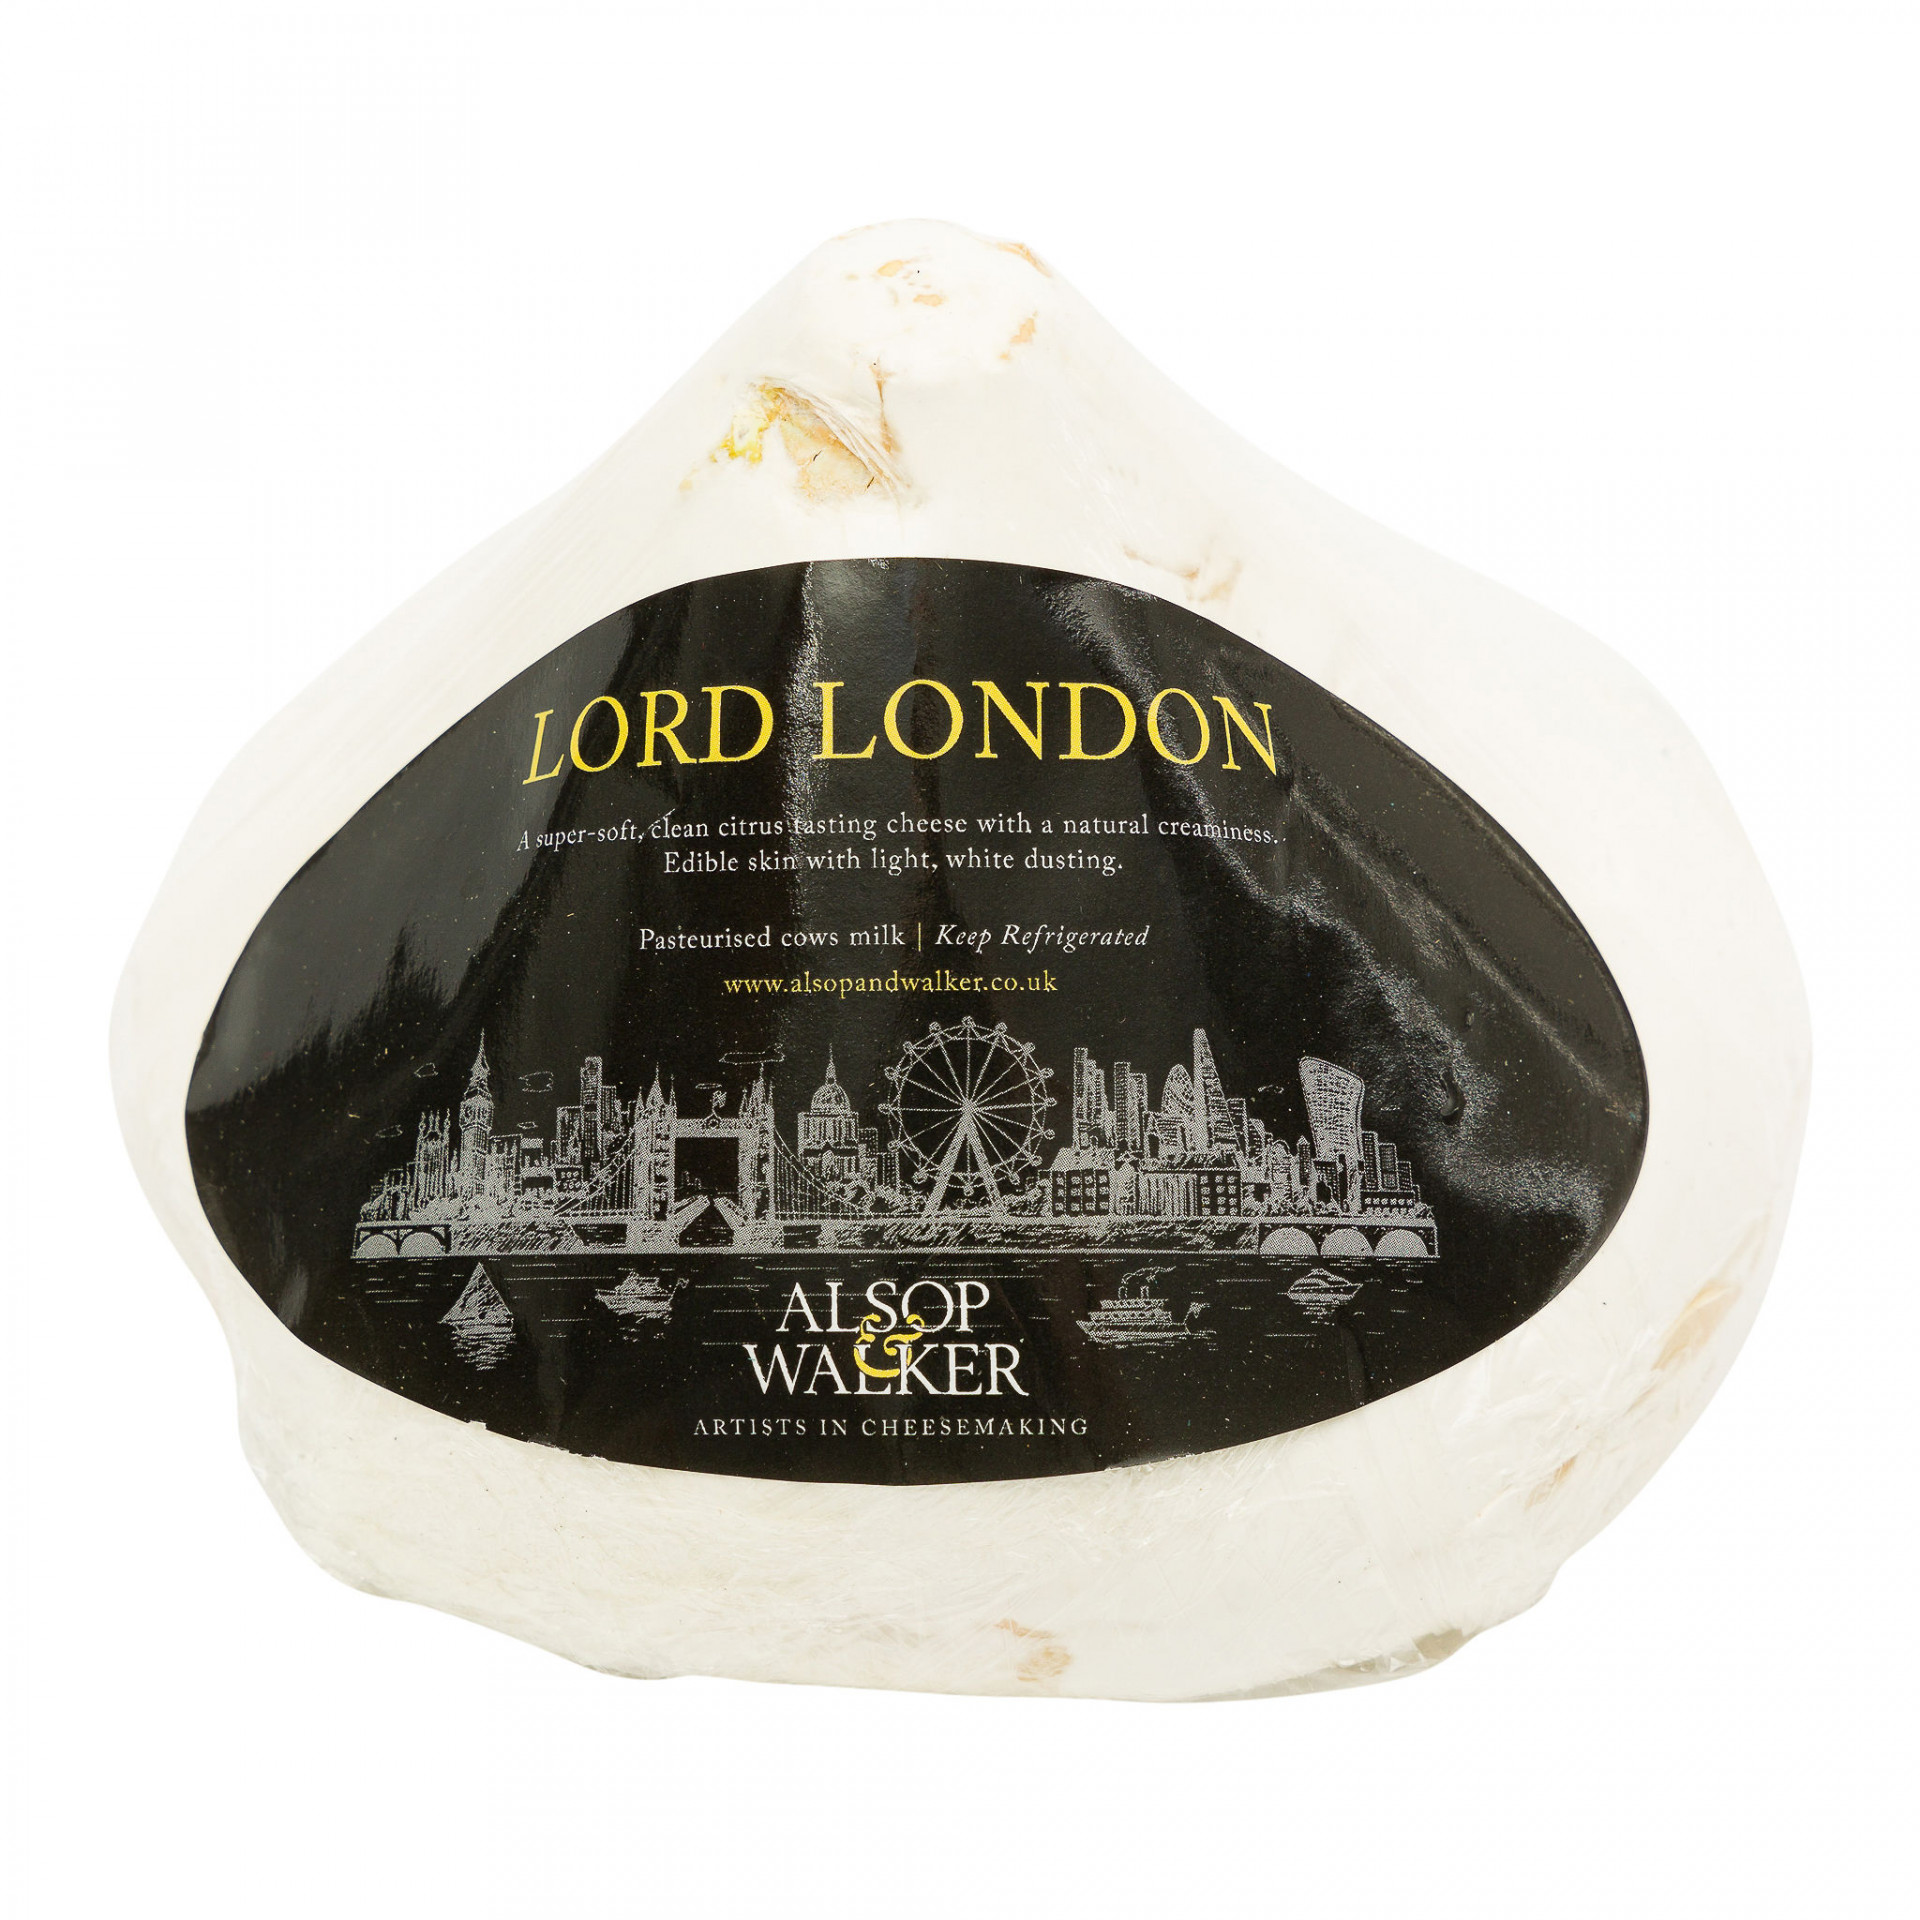 LORD LONDON
A super-soft, clean citrus tasting cheese with a natural creaminess.
Edible skin with light, white dusting.
Pasteurised cows milk | Keep Refrigerated
www.alsopandwalker.co.uk
ALSOP
&
WALKER
ARTISTS IN CHEESEMAKING